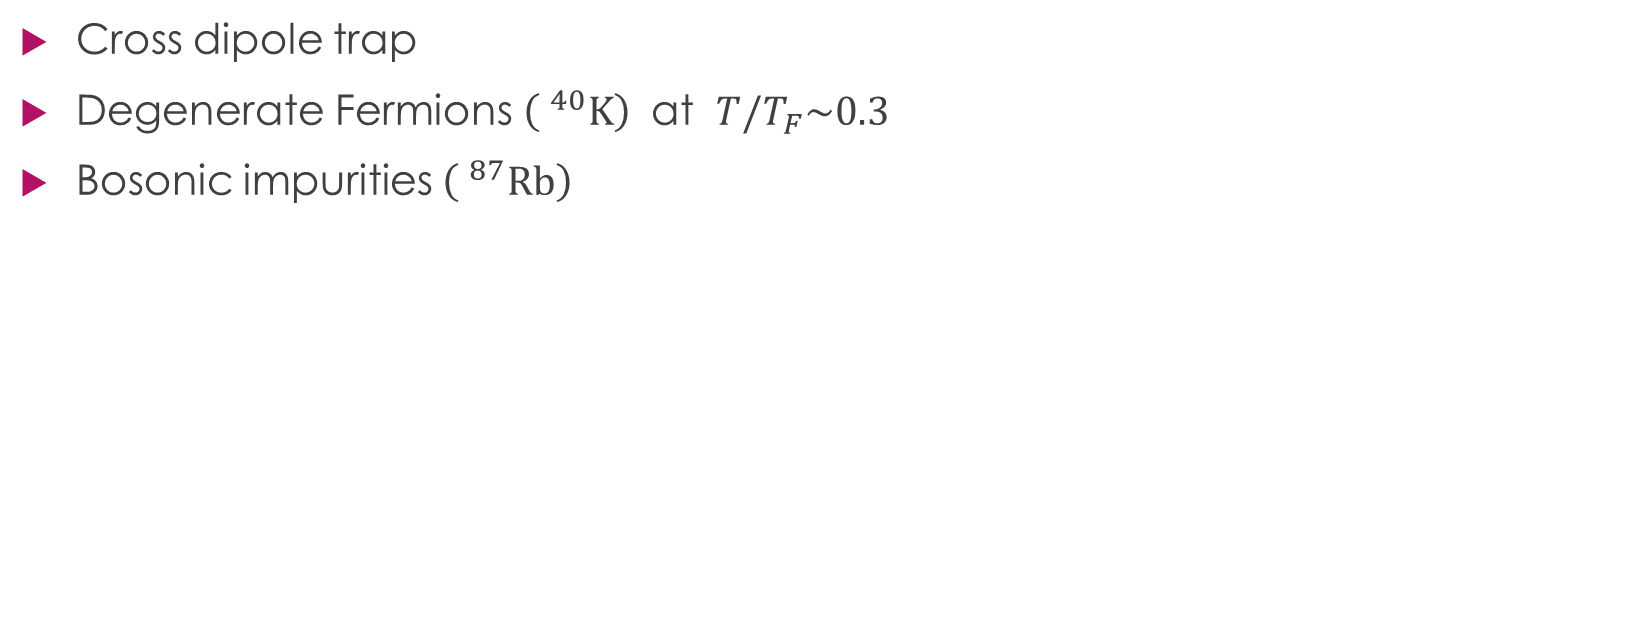 Cross dipole trap
Degenerate Fermions ( ⁴⁰K) at T/T_F~0.3
Bosonic impurities ( ⁸⁷Rb)